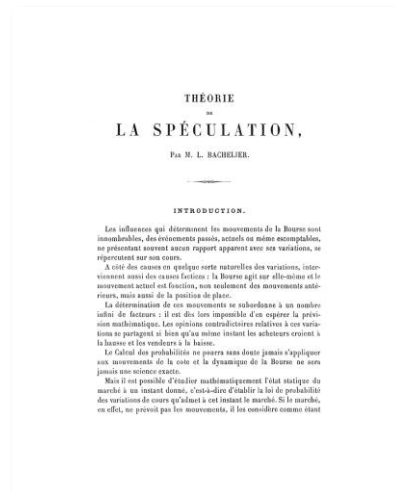 THÉORIE
DE
LA SPÉCULATION,
PAR M. L. BACHELIER.
INTRODUCTION.
Les influences qui déterminent les mouvements de la Bourse sont
innombrables, des événements passés, actuels ou même escomptables,
ne présentant souvent aucun rapport apparent avec ses variations, se
répercutent sur son cours.
A côté des causes en quelque sorte naturelles des variations, inter-
viennent aussi des causes factices : la Bourse agit sur elle-même et le
mouvement actuel est fonction, non seulement des mouvements anté-
rieurs, mais aussi de la position de place.
La détermination de ces mouvements se subordonne à un nombre
infini de facteurs : il est dès lors impossible d'en espérer la prévi-
sion mathématique. Les opinions contradictoires relatives à ces varia-
tions se partagent si bien qu'au même instant les acheteurs croient à
la hausse et les vendeurs à la baisse.
Le Calcul des probabilités ne pourra sans doute jamais s'appliquer
aux mouvements de la cote et la dynamique de la Bourse ne sera
jamais une science exacte.
Mais il est possible d'étudier mathématiquement l'état statique du
marché à un instant donné, c'est-à-dire d'établir la loi de probabilité
des variations de cours qu'admet à cet instant le marché. Si le marché,
en effet, ne prévoit pas les mouvements, il les considère comme étant